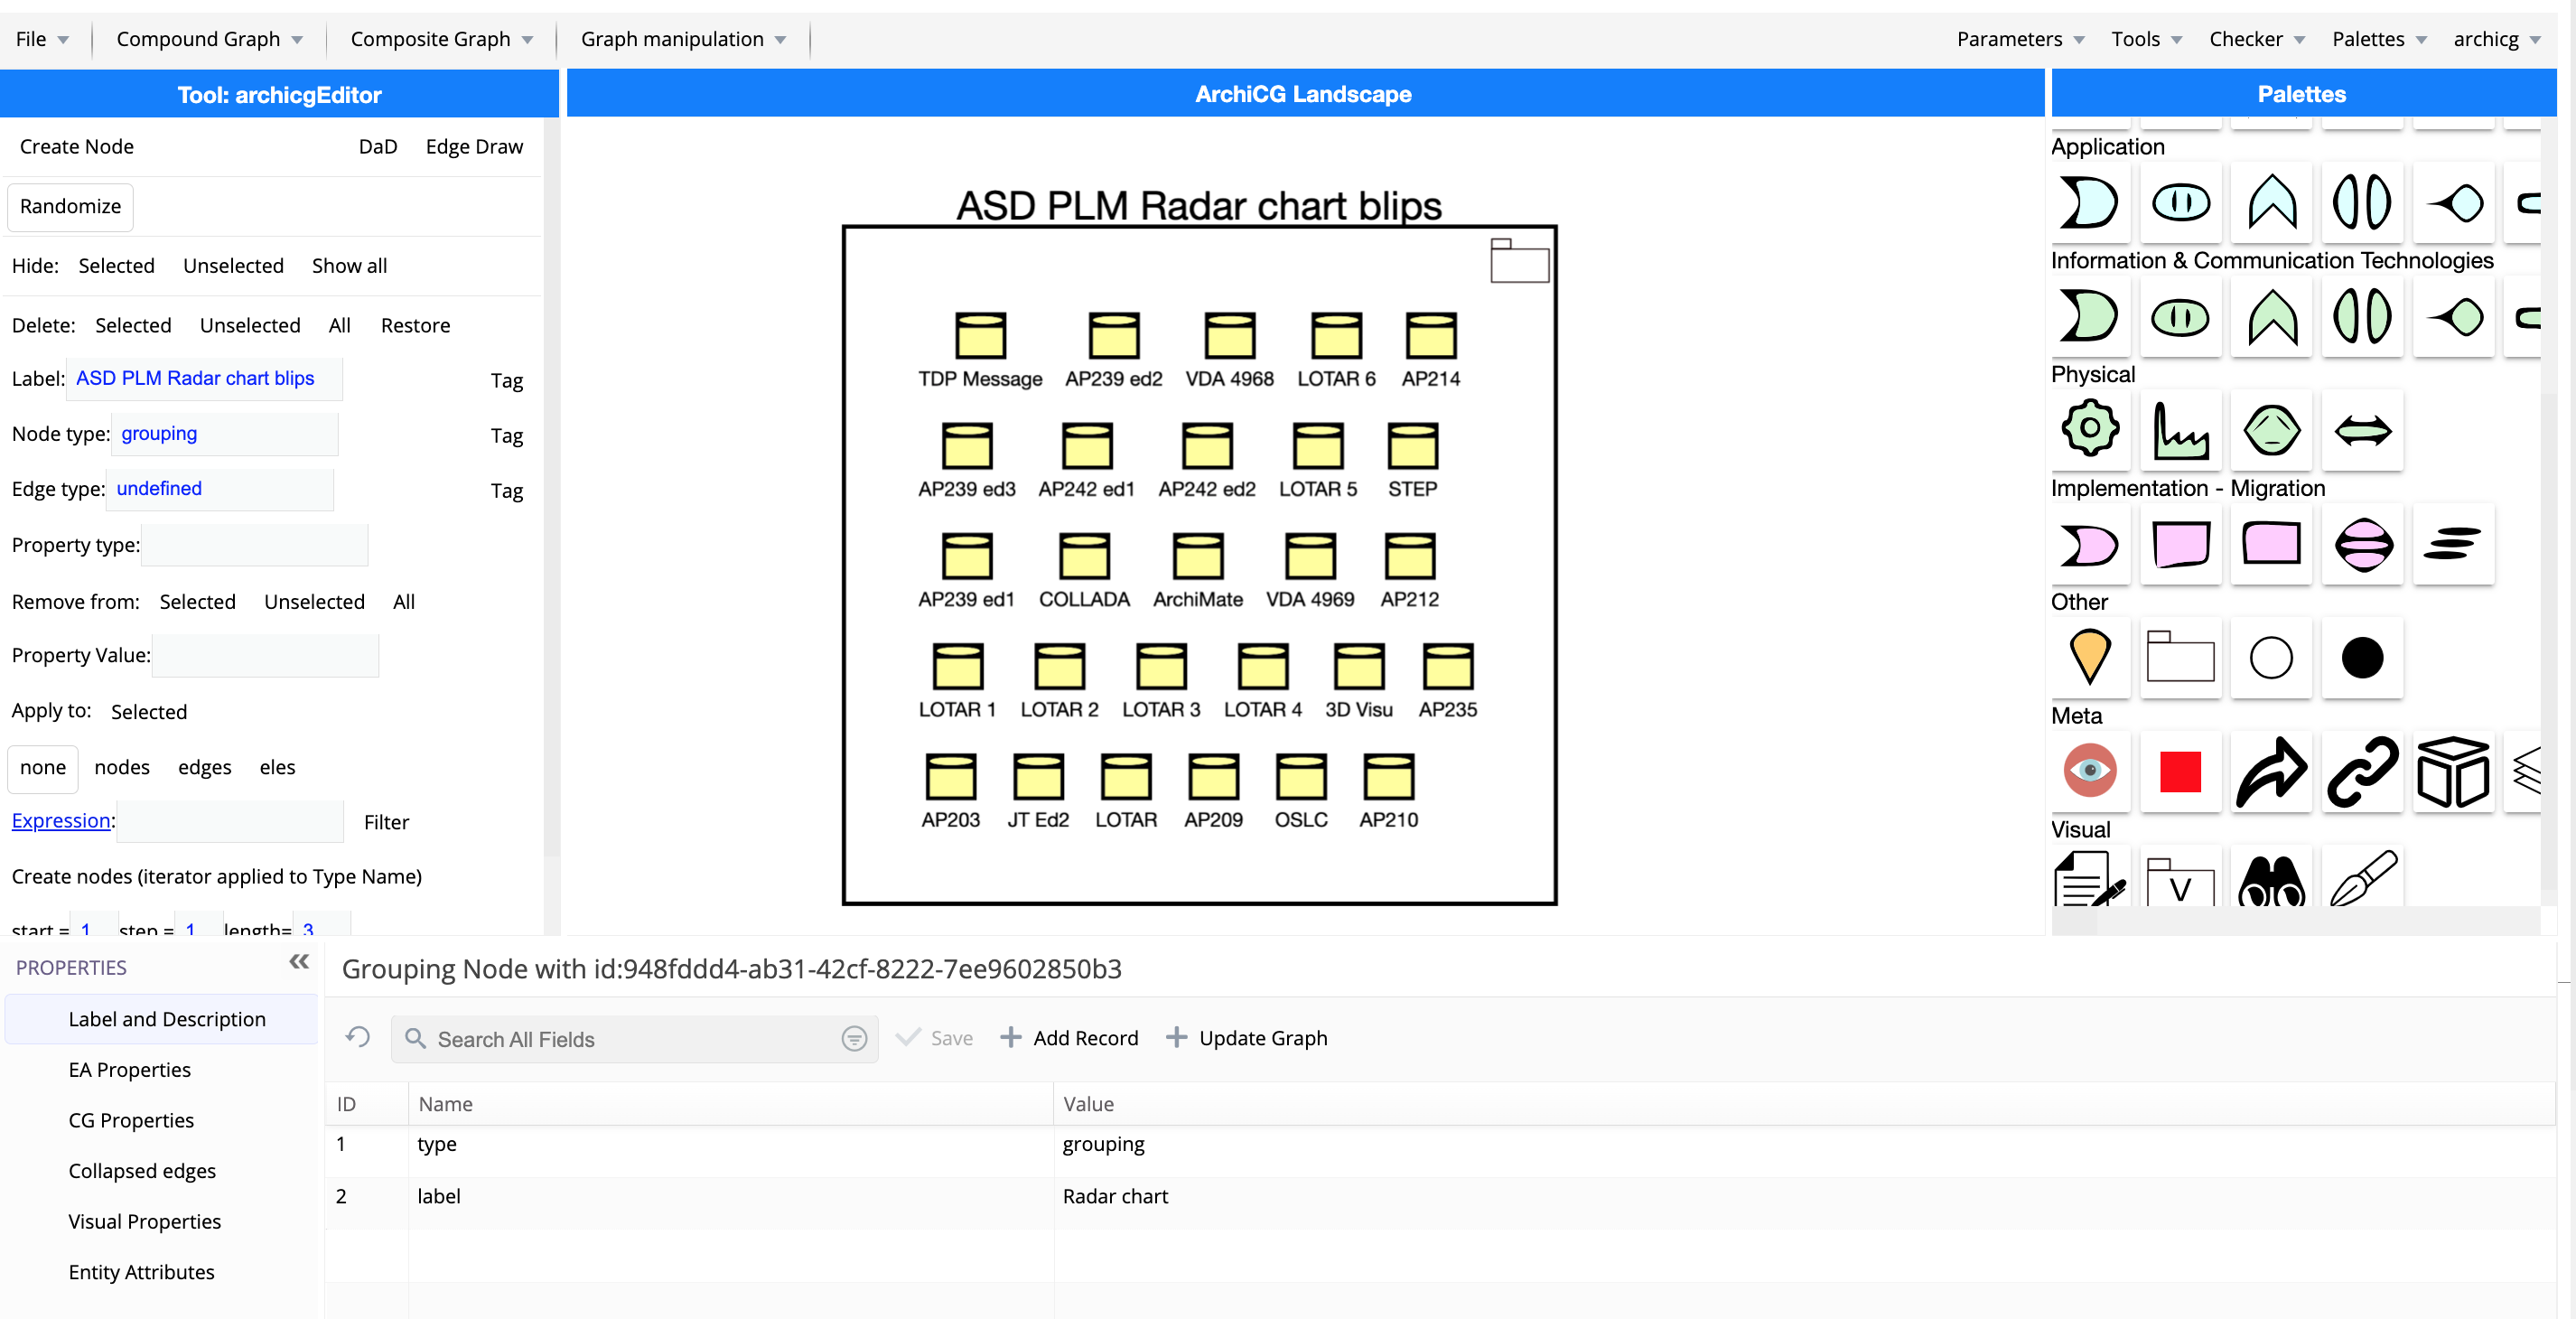 File Compound Graph Composite Graph Graph manipulation Parameters Tools Checker Palettes archicg
Tool: archicgEditor
Create Node DaD Edge Draw
Randomize
Hide: Selected Unselected Show all
Delete: Selected Unselected All Restore
Label: ASD PLM Radar chart blips Tag
Node type: grouping Tag
Edge type: undefined Tag
Property type:
Remove from: Selected Unselected All
Property Value:
Apply to: Selected
none nodes edges eles
Expression: Filter
Create nodes (iterator applied to Type Name)
start = 1 step = 1 length= 3
ArchiCG Landscape
ASD PLM Radar chart blips
TDP Message AP239 ed2 VDA 4968 LOTAR 6 AP214
AP239 ed3 AP242 ed1 AP242 ed2 LOTAR 5 STEP
AP239 ed1 COLLADA ArchiMate VDA 4969 AP212
LOTAR 1 LOTAR 2 LOTAR 3 LOTAR 4 3D Visu AP235
AP203 JT Ed2 LOTAR AP209 OSLC AP210
Palettes
Application
Information & Communication Technologies
Physical
Implementation - Migration
Other
Meta
Visual
V
PROPERTIES
Label and Description
EA Properties
CG Properties
Collapsed edges
Visual Properties
Entity Attributes
Grouping Node with id:948fddd4-ab31-42cf-8222-7ee9602850b3
Search All Fields Save Add Record Update Graph
ID Name Value
1 type grouping
2 label Radar chart